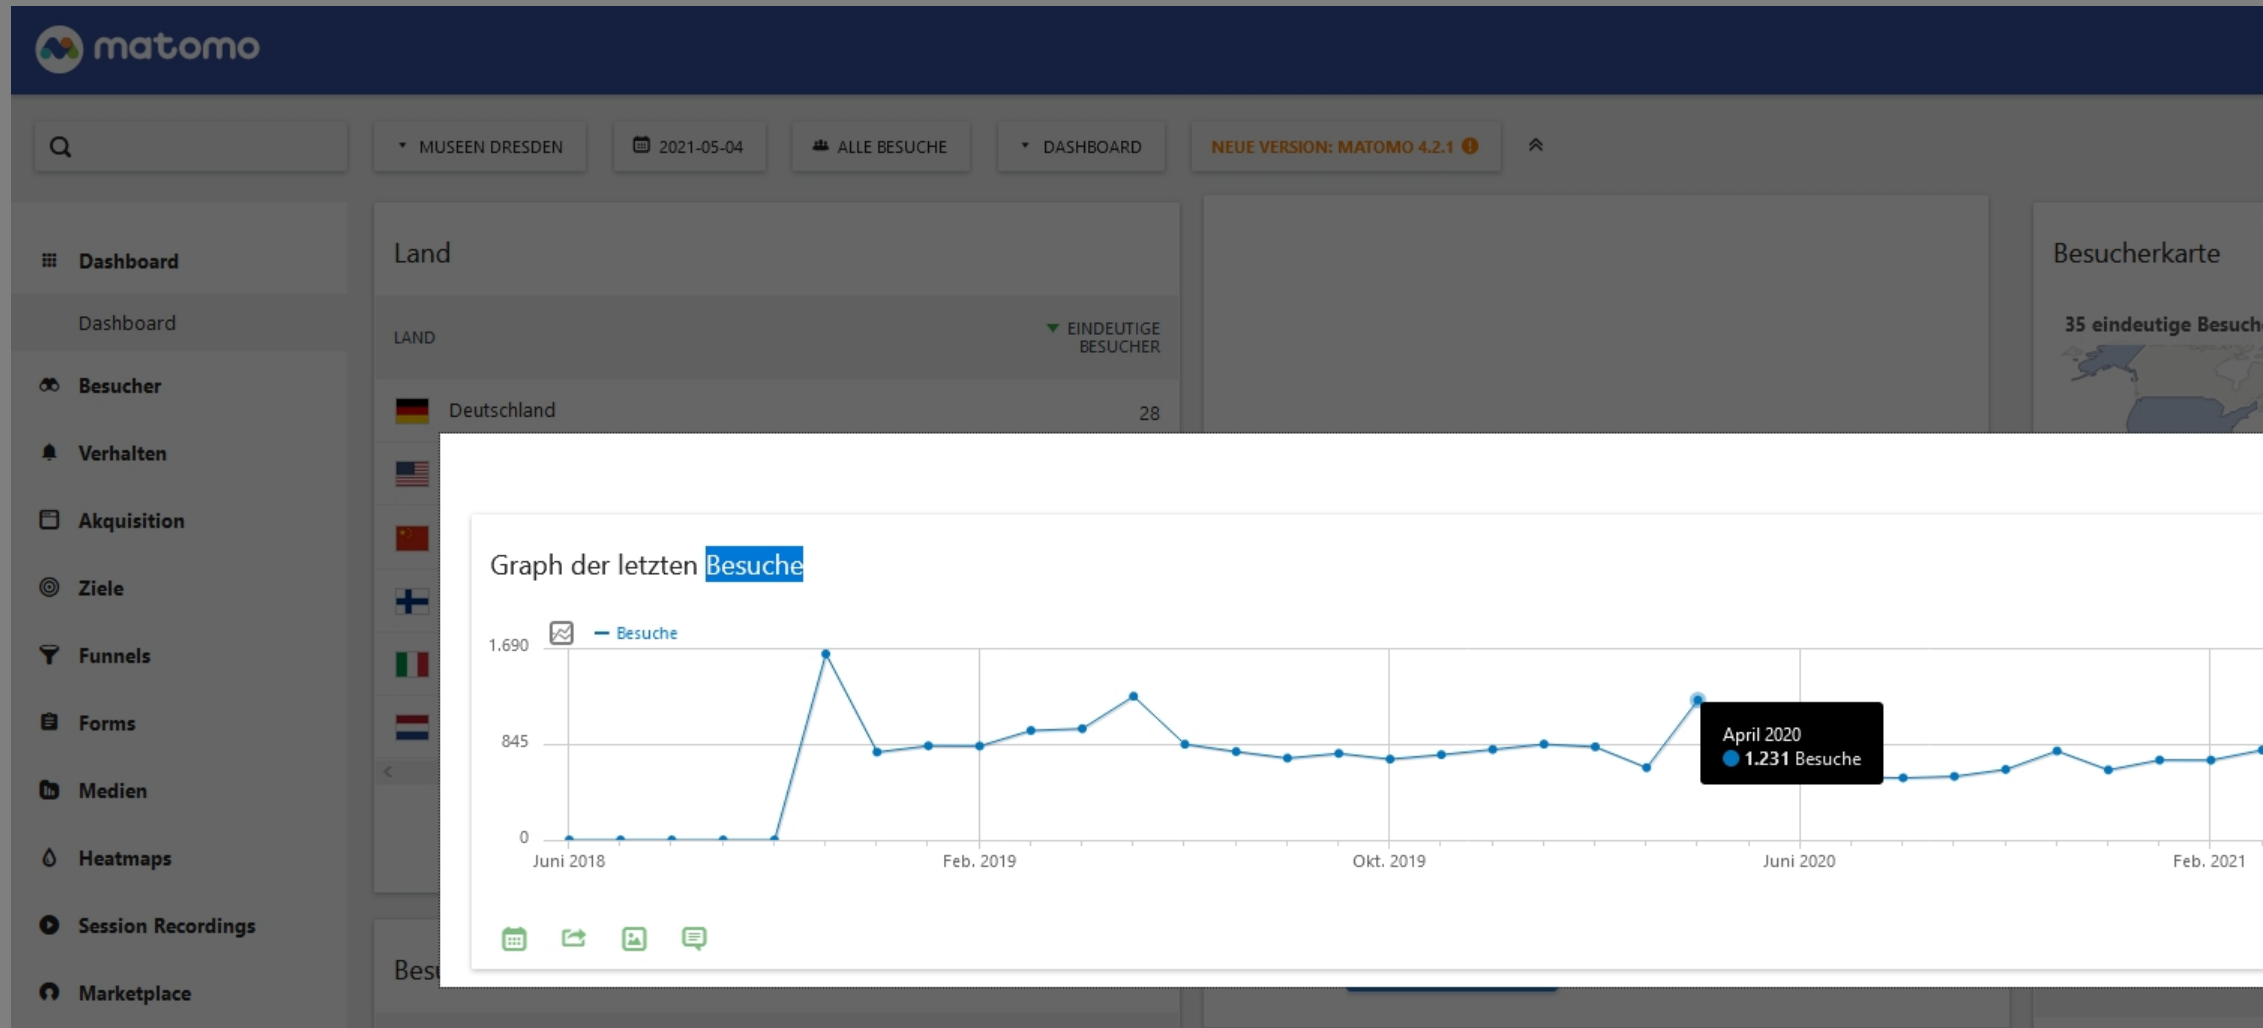 matomo
MUSEEN DRESDEN
2021-05-04
ALLE BESUCHE
DASHBOARD
NEUE VERSION: MATOMO 4.2.1
Dashboard
Dashboard
Besucher
Verhalten
Akquisition
Ziele
Funnels
Forms
Medien
Heatmaps
Session Recordings
Marketplace
Land
LAND
EINDEUTIGE
BESUCHER
Deutschland
28
Besucherkarte
35 eindeutige Besuch
Graph der letzten Besuche
Besuche
1.690
845
0
Juni 2018
Feb. 2019
Okt. 2019
Juni 2020
Feb. 2021
April 2020
1.231 Besuche